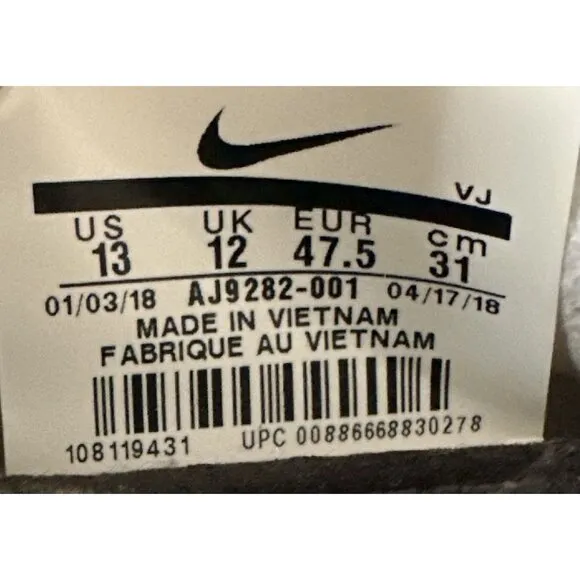 VJ
US UK EUR cm
13 12 47.5 31
01/03/18 AJ9282-001 04/17/18
MADE IN VIETNAM
FABRIQUE AU VIETNAM
108119431 UPC 00886668830278